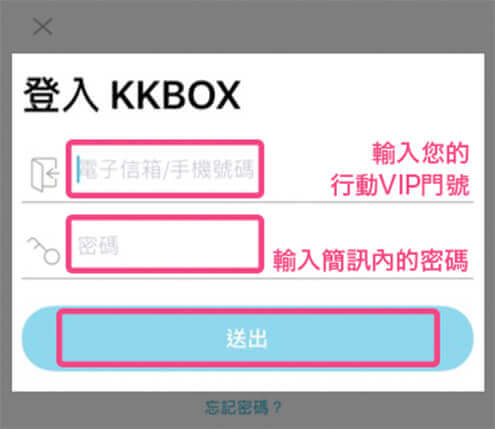 登入 KKBOX
電子信箱/手機號碼
輸入您的
行動VIP門號
密碼
輸入簡訊內的密碼
送出
忘記密碼？